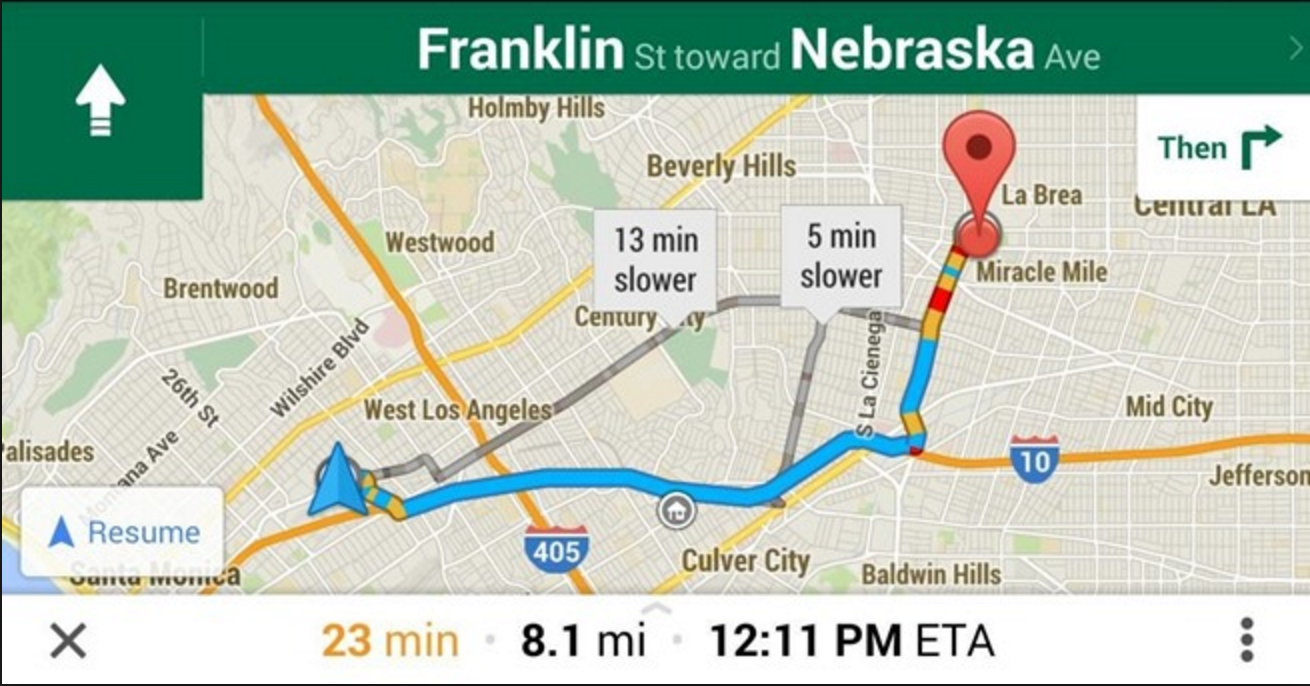 Franklin St toward Nebraska Ave
Then
Holmby Hills
Beverly Hills
La Brea
Central LA
Westwood
13 min
slower
5 min
slower
Brentwood
Miracle Mile
Century City
Wilshire Blvd
26th St
S La Cienega
West Los Angeles
Mid City
Palisades
Montana Ave
10
Jefferson
Resume
405
Culver City
Santa Monica
Baldwin Hills
23 min • 8.1 mi • 12:11 PM ETA